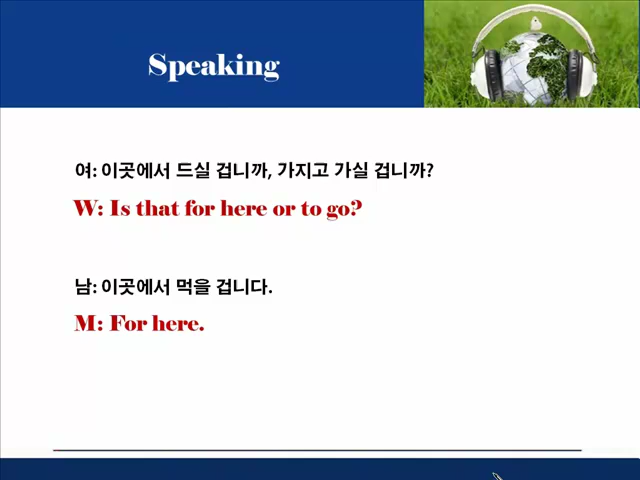 Speaking
여: 이곳에서 드실 겁니까, 가지고 가실 겁니까?
W: Is that for here or to go?
남: 이곳에서 먹을 겁니다.
M: For here.